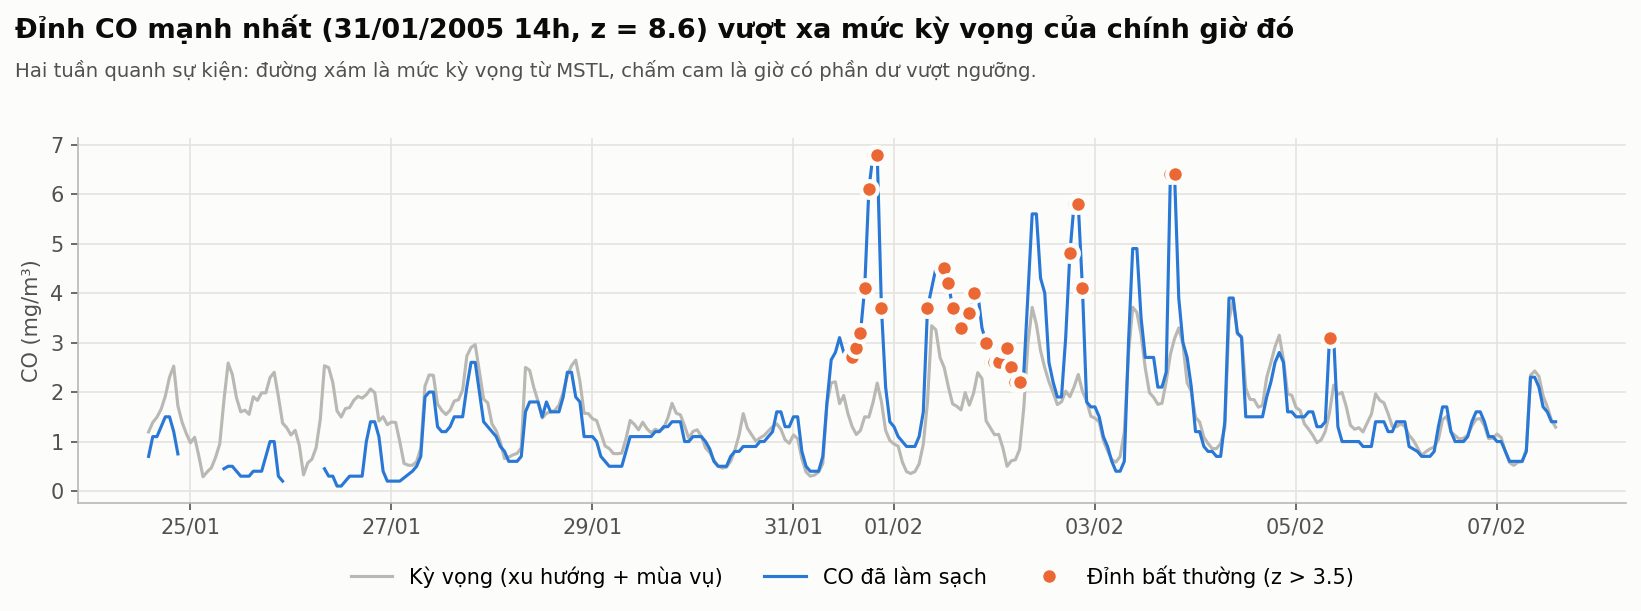 Đỉnh CO mạnh nhất (31/01/2005 14h, z = 8.6) vượt xa mức kỳ vọng của chính giờ đó
Hai tuần quanh sự kiện: đường xám là mức kỳ vọng từ MSTL, chấm cam là giờ có phần dư vượt ngưỡng.
CO (mg/m³)
7
6
5
4
3
2
1
0
25/01 27/01 29/01 31/01 01/02 03/02 05/02 07/02
Kỳ vọng (xu hướng + mùa vụ) CO đã làm sạch Đỉnh bất thường (z > 3.5)